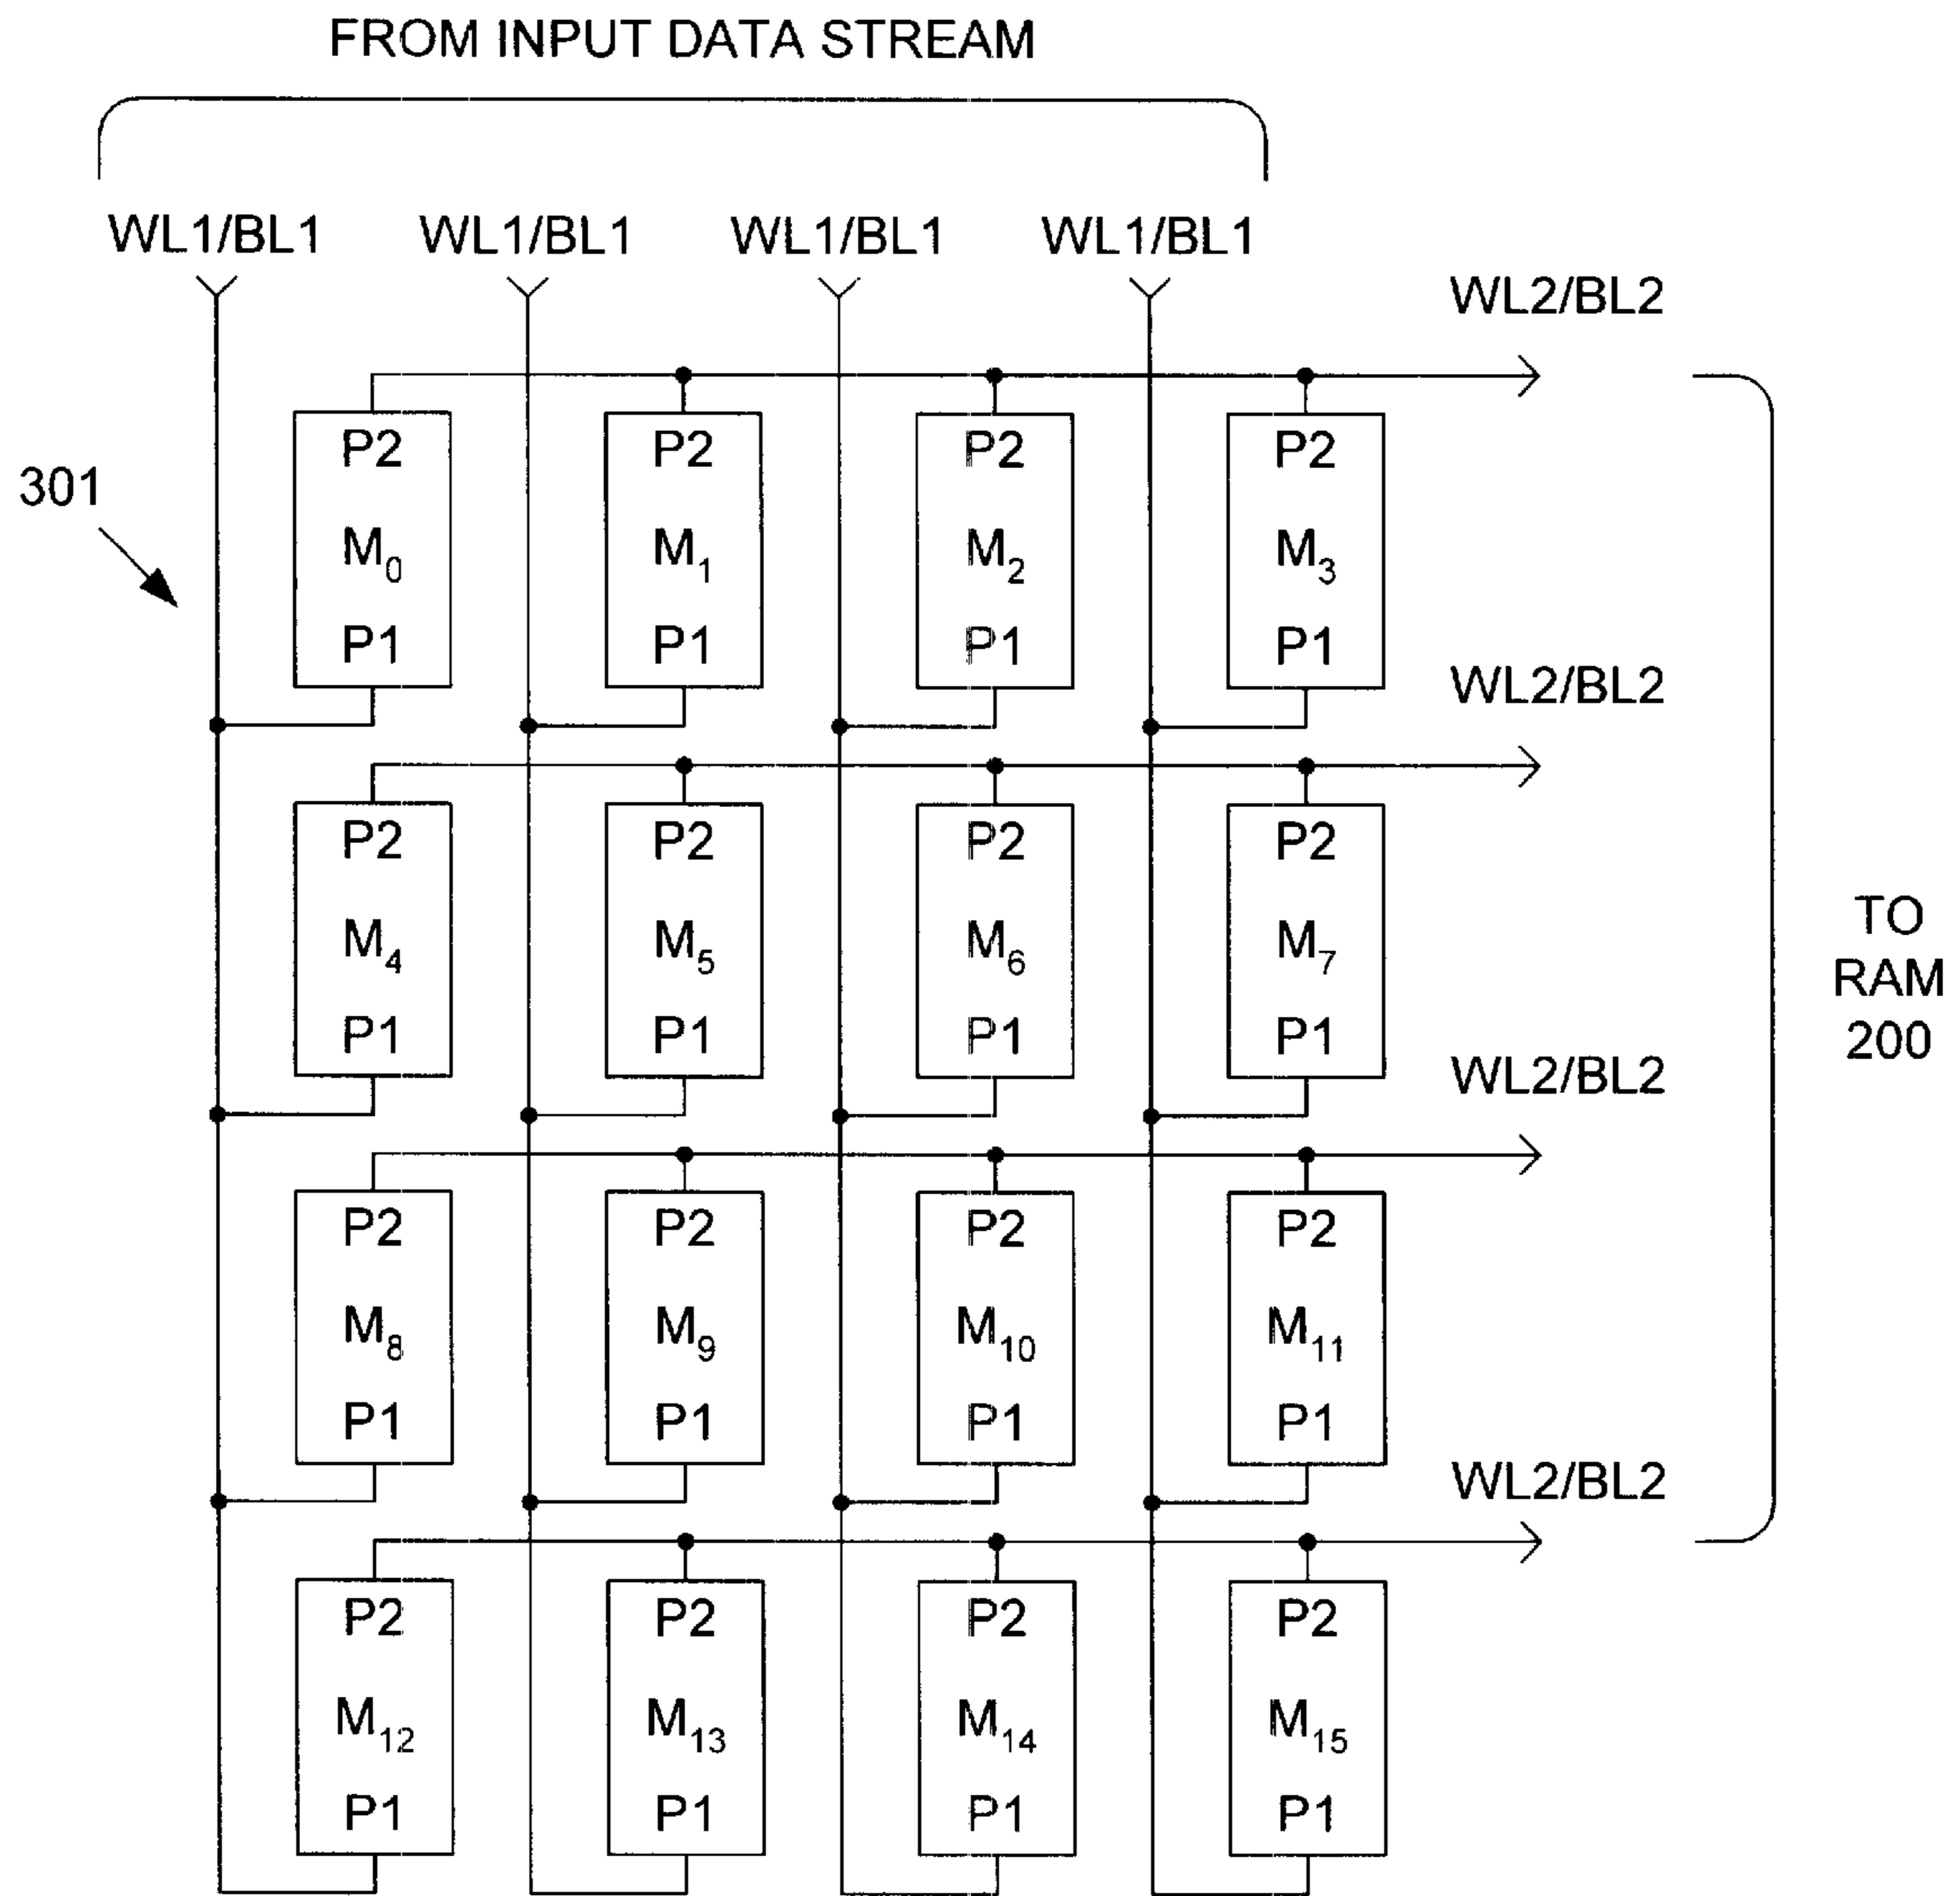 FROM INPUT DATA STREAM
WL1/BL1 WL1/BL1 WL1/BL1 WL1/BL1
WL2/BL2
P2 P2 P2 P2
301
M0 M1 M2 M3
P1 P1 P1 P1
WL2/BL2
P2 P2 P2 P2
TO
RAM
200
M4 M5 M6 M7
P1 P1 P1 P1
WL2/BL2
P2 P2 P2 P2
M8 M9 M10 M11
P1 P1 P1 P1
WL2/BL2
P2 P2 P2 P2
M12 M13 M14 M15
P1 P1 P1 P1